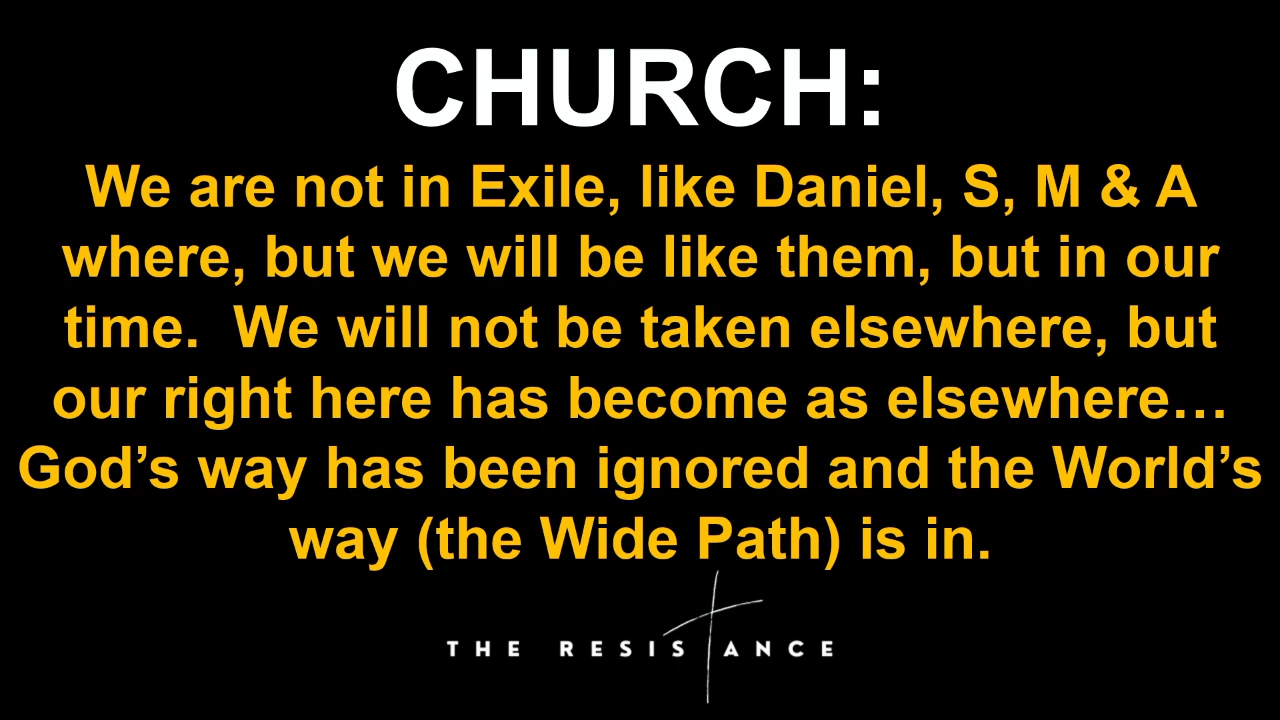 CHURCH:
We are not in Exile, like Daniel, S, M & A
where, but we will be like them, but in our
time.  We will not be taken elsewhere, but
our right here has become as elsewhere…
God’s way has been ignored and the World’s
way (the Wide Path) is in.
THE RESISTANCE